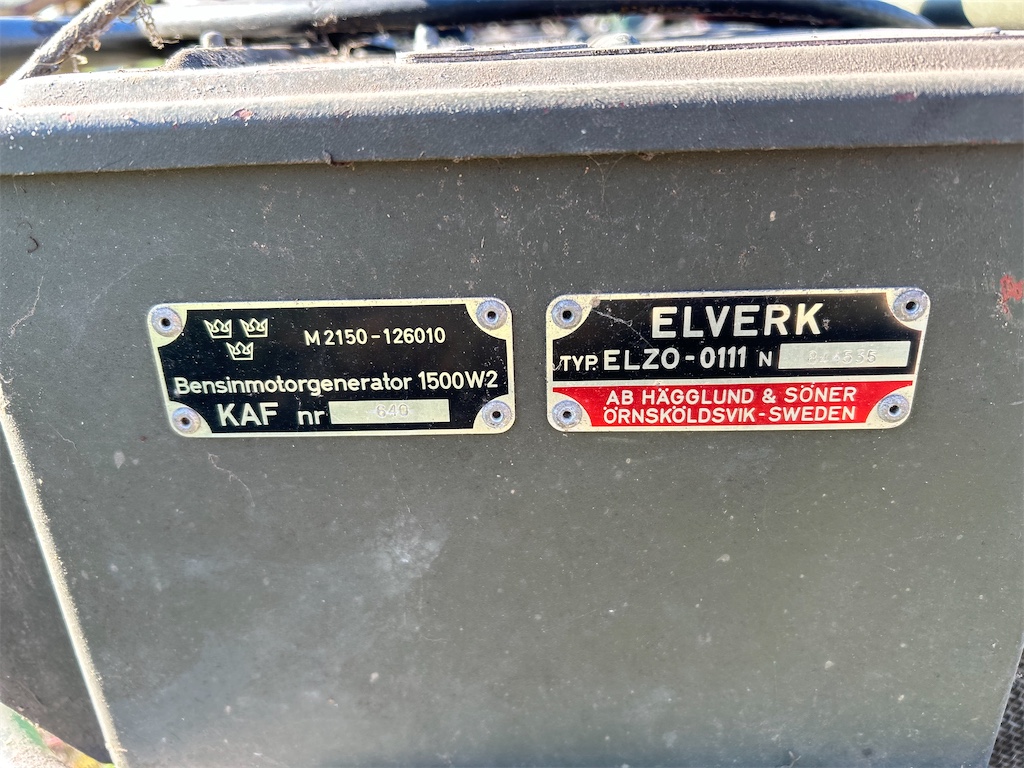 M2150-126010
Bensinmotorgenerator 1500W2
KAF nr 640
ELVERK
TYP. ELZO-0111 N
AB HÄGGLUND & SÖNER
ÖRNSKÖLDSVIK-SWEDEN